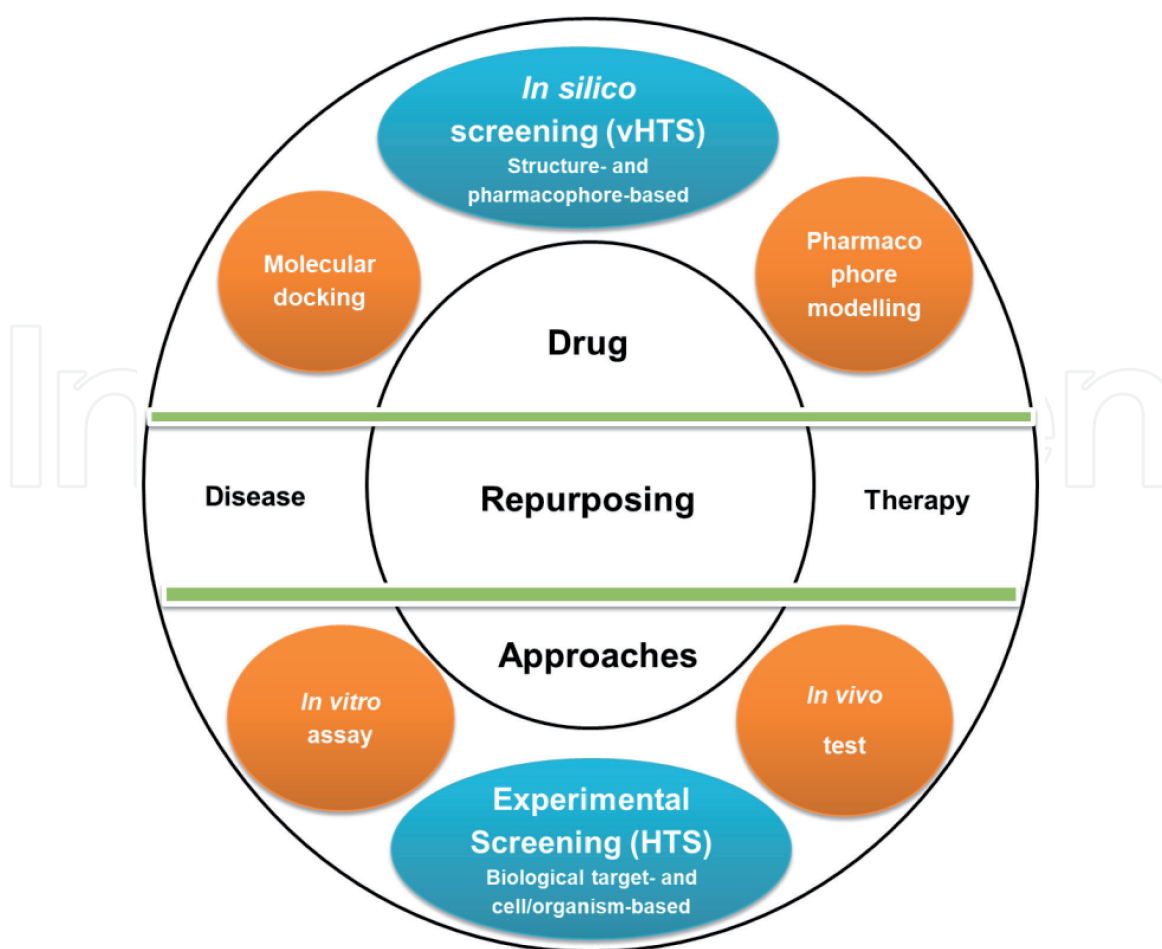 In silico
screening (vHTS)
Structure- and
pharmacophore-based
Molecular
docking
Pharmaco
phore
modelling
Drug
Disease
Repurposing
Therapy
Approaches
In vitro
assay
In vivo
test
Experimental
Screening (HTS)
Biological target- and
cell/organism-based